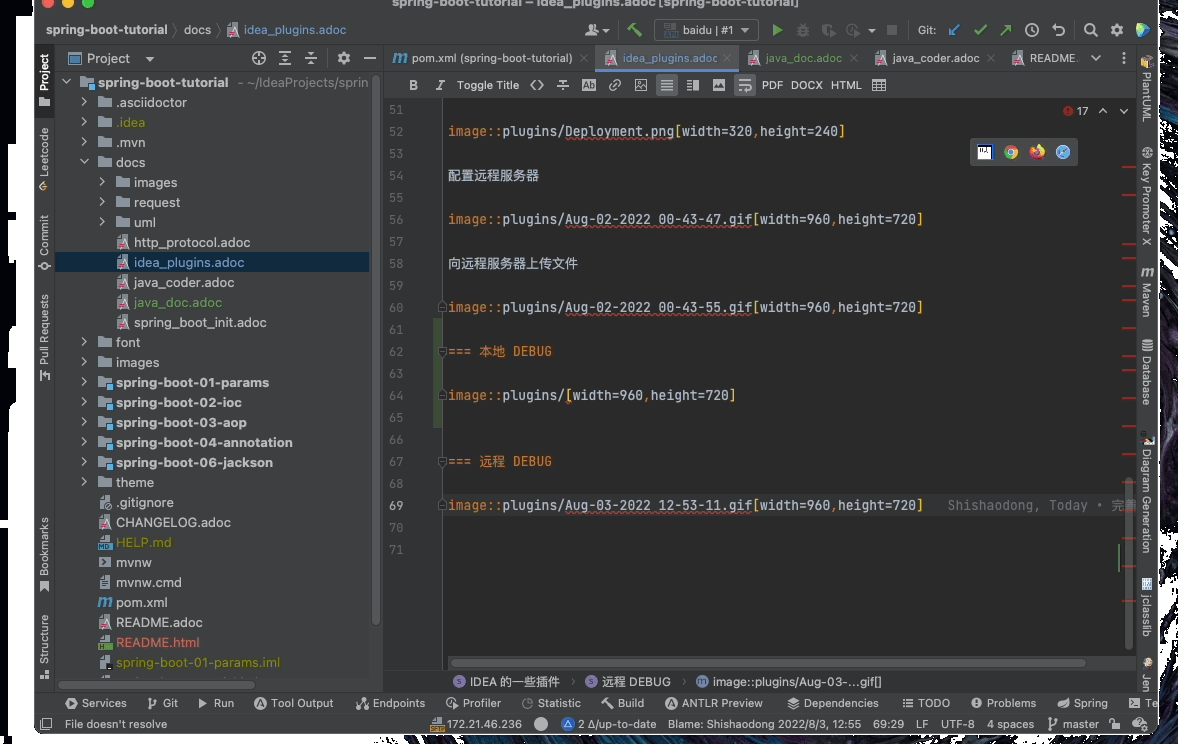 spring-boot-tutorial – idea_plugins.adoc [spring-boot-tutorial]
spring-boot-tutorial docs idea_plugins.adoc
baidu | #1
Git:
Project
pom.xml (spring-boot-tutorial)
idea_plugins.adoc
java_doc.adoc
java_coder.adoc
README
B I Toggle Title <> Ab PDF DOCX HTML
Project
Leetcode
Commit
Pull Requests
Bookmarks
Structure
spring-boot-tutorial ~/IdeaProjects/sprin
.asciidoctor
.idea
.mvn
docs
images
request
uml
http_protocol.adoc
idea_plugins.adoc
java_coder.adoc
java_doc.adoc
spring_boot_init.adoc
font
images
spring-boot-01-params
spring-boot-02-ioc
spring-boot-03-aop
spring-boot-04-annotation
spring-boot-06-jackson
theme
.gitignore
CHANGELOG.adoc
HELP.md
mvnw
mvnw.cmd
pom.xml
README.adoc
README.html
spring-boot-01-params.iml
17
51
52 image::plugins/Deployment.png[width=320,height=240]
53
54 配置远程服务器
55
56 image::plugins/Aug-02-2022 00-43-47.gif[width=960,height=720]
57
58 向远程服务器上传文件
59
60 image::plugins/Aug-02-2022 00-43-55.gif[width=960,height=720]
61
62 === 本地 DEBUG
63
64 image::plugins/[width=960,height=720]
65
66
67 === 远程 DEBUG
68
69 image::plugins/Aug-03-2022 12-53-11.gif[width=960,height=720] Shishaodong, Today • 完善
70
71
PlantUML
Key Promoter X
Maven
Database
Diagram Generation
jclasslib
IDEA 的一些插件 远程 DEBUG image::plugins/Aug-03-...gif[]
Services Git Run Tool Output Endpoints Profiler Statistic Build ANTLR Preview Dependencies TODO Problems Spring Te
File doesn't resolve 172.21.46.236 2 Δ/up-to-date Blame: Shishaodong 2022/8/3, 12:55 69:29 LF UTF-8 4 spaces master